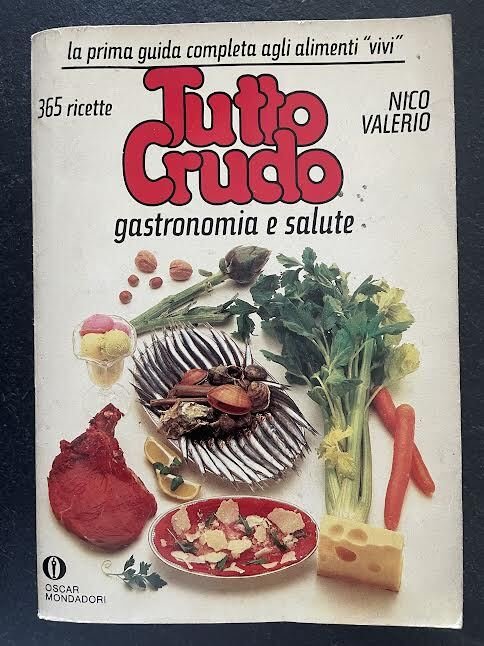 la prima guida completa agli alimenti "vivi"
365 ricette
Tutto
Crudo
NICO
VALERIO
gastronomia e salute
OSCAR
MONDADORI